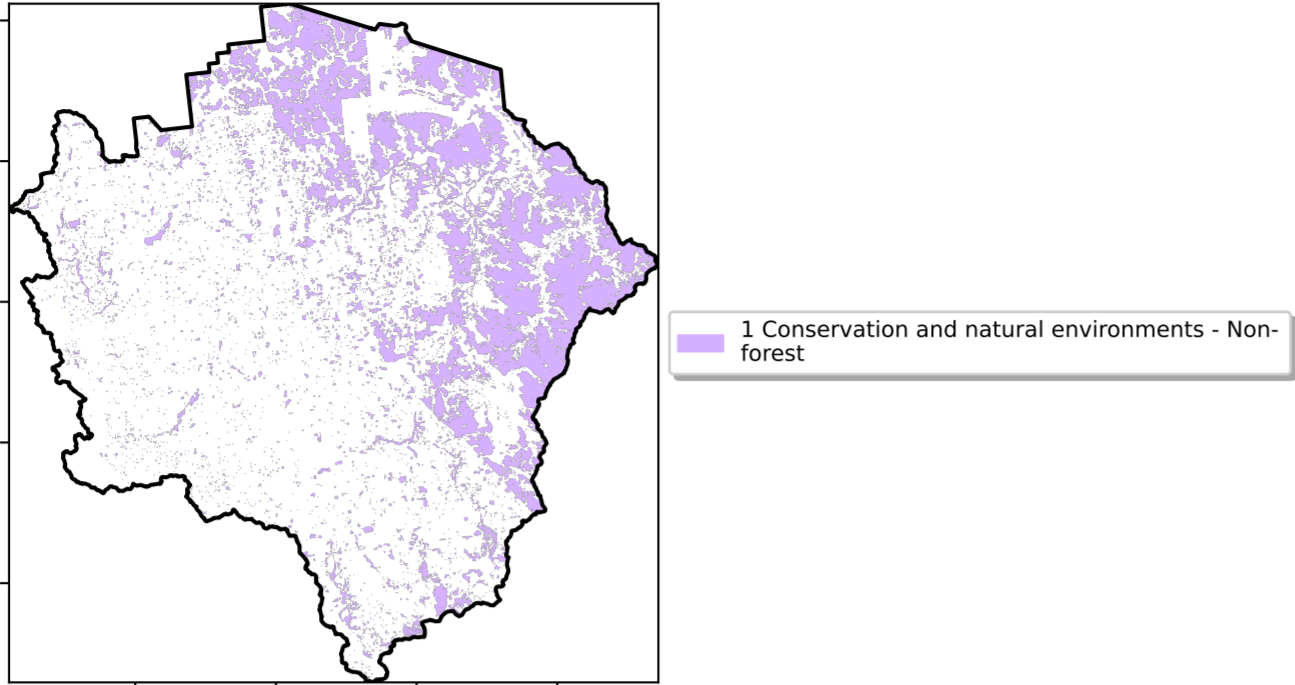 1 Conservation and natural environments - Non-
forest